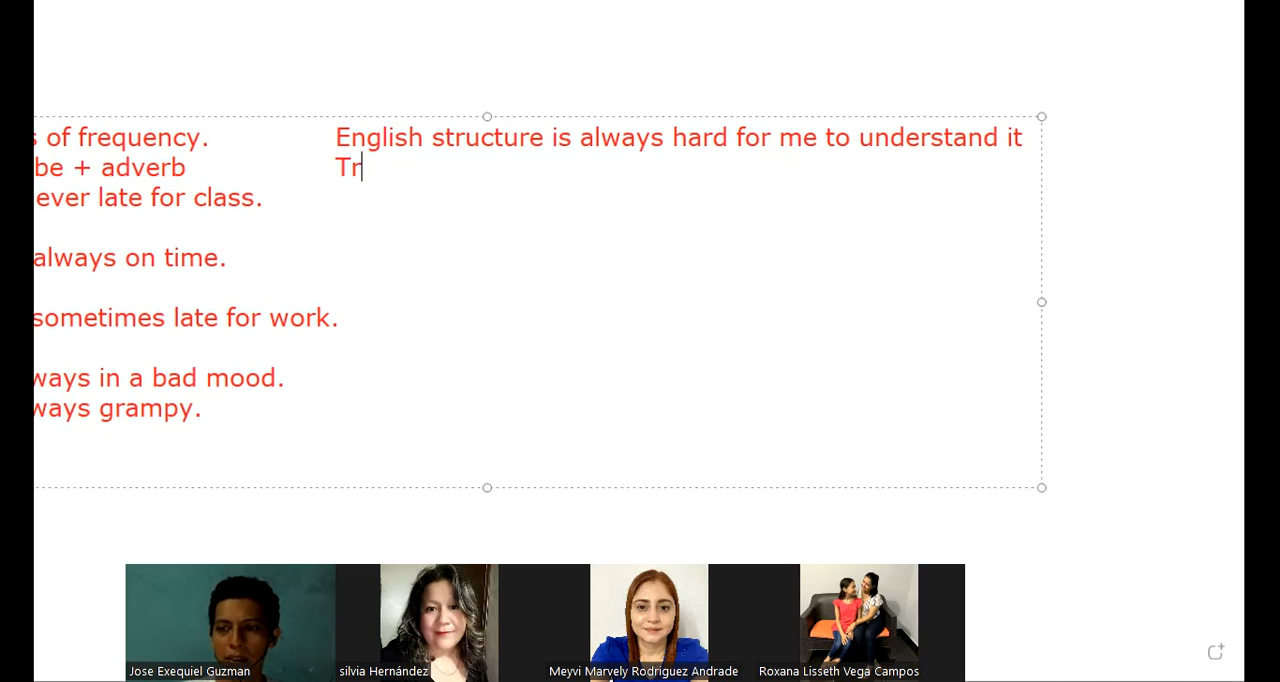 s of frequency.
be + adverb
ever late for class.
always on time.
sometimes late for work.
ways in a bad mood.
ways grampy.
English structure is always hard for me to understand it
Tr
Jose Exequiel Guzman
silvia Hernández
Meyvi Marvely Rodriguez Andrade
Roxana Lisseth Vega Campos